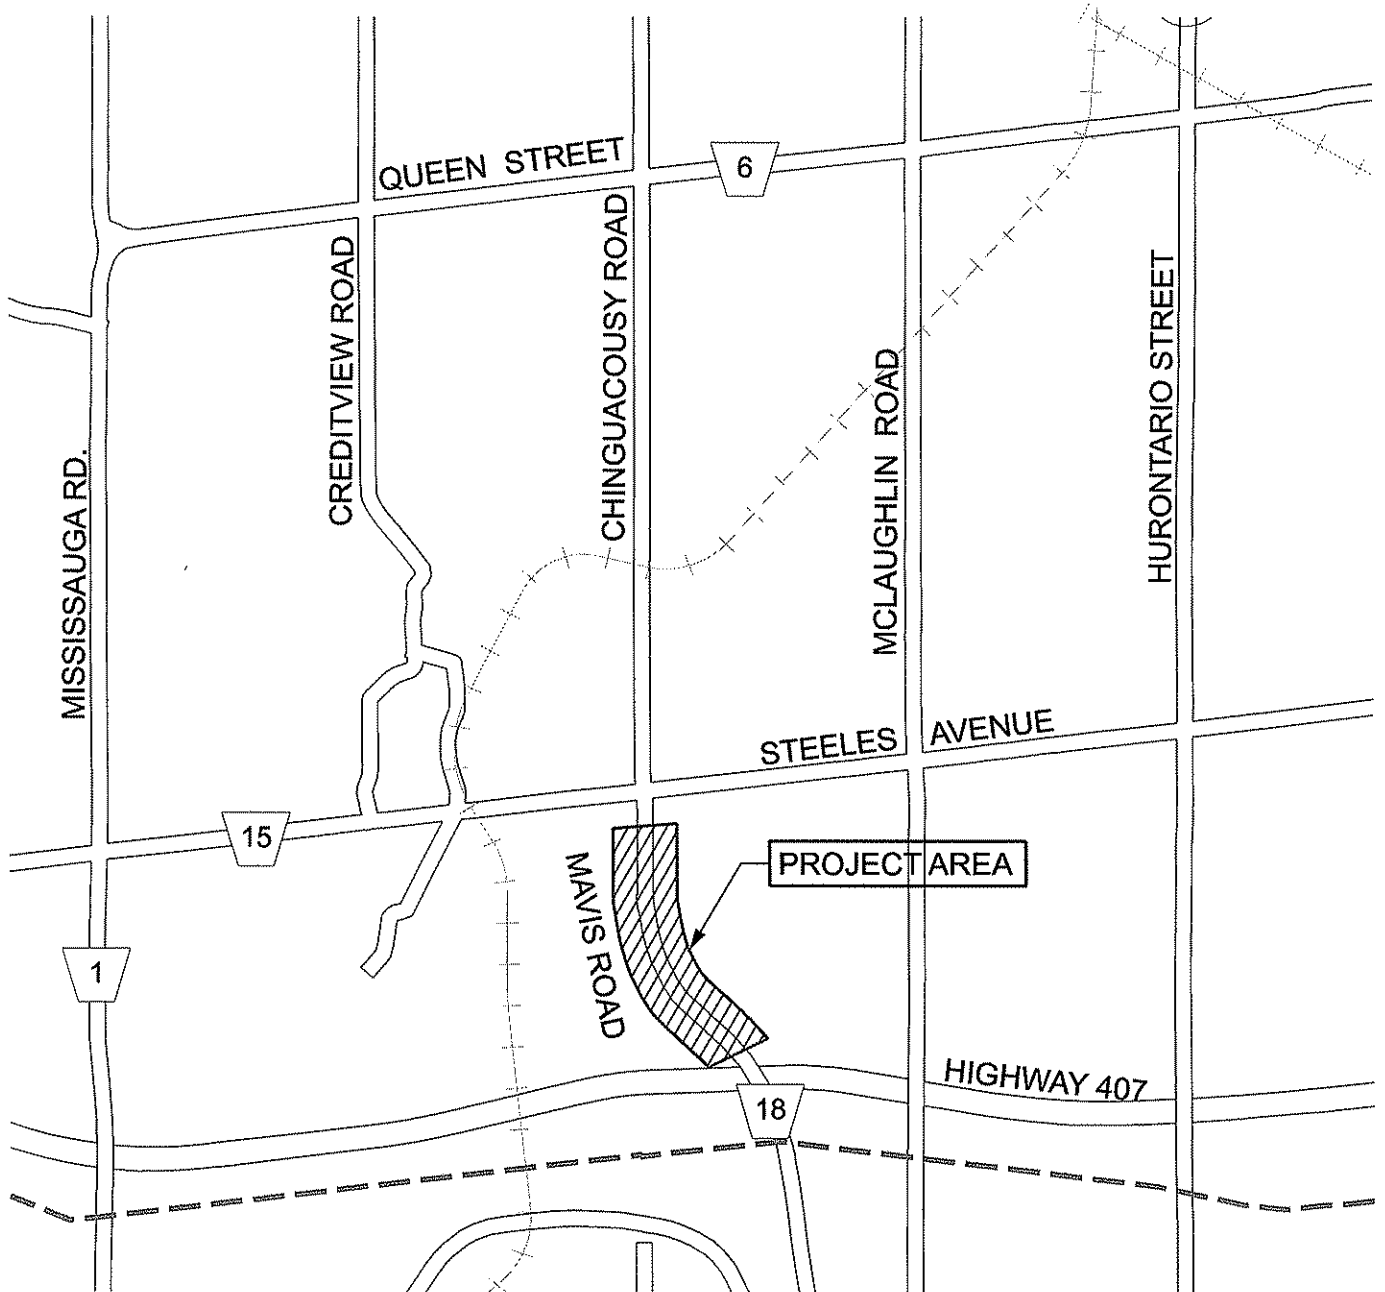 QUEEN STREET
6
CREDITVIEW ROAD
CHINGUACOUSY ROAD
HURONTARIO STREET
MCLAUGHLIN ROAD
MISSISSAUGA RD.
STEELES AVENUE
15
MAVIS ROAD
PROJECT AREA
1
HIGHWAY 407
18